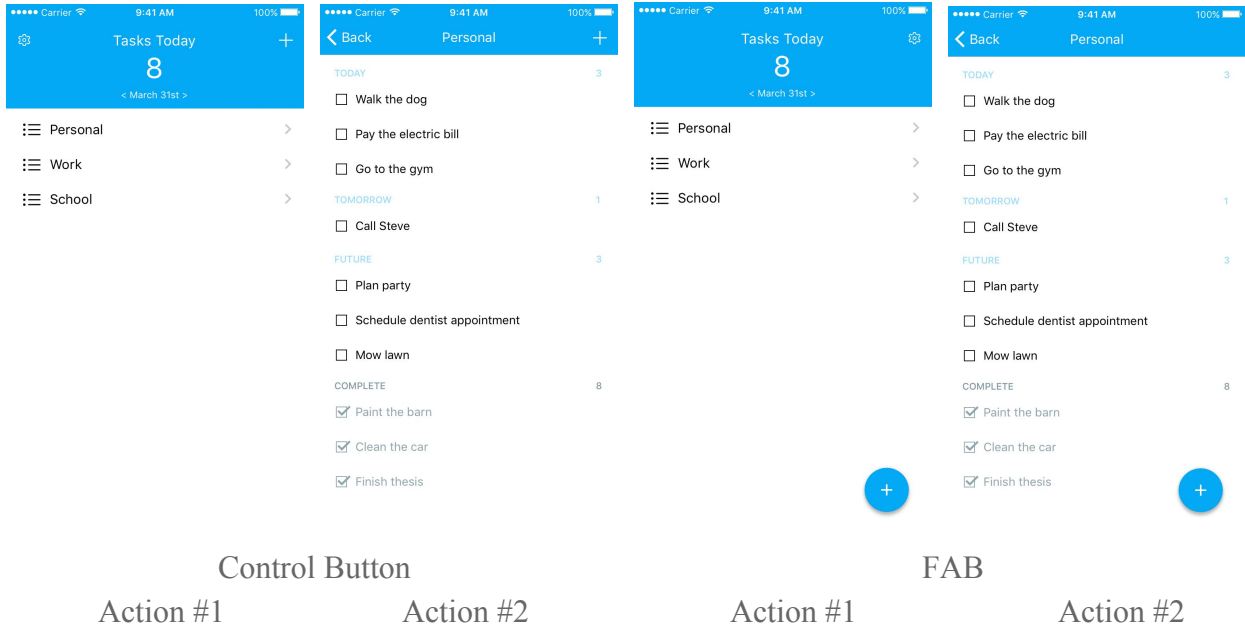 Carrier 9:41 AM 100%
Tasks Today
8
< March 31st >
Personal
Work
School
Carrier 9:41 AM 100%
Back Personal
TODAY 3
Walk the dog
Pay the electric bill
Go to the gym
TOMORROW 1
Call Steve
FUTURE 3
Plan party
Schedule dentist appointment
Mow lawn
COMPLETE 8
Paint the barn
Clean the car
Finish thesis
Carrier 9:41 AM 100%
Tasks Today
8
< March 31st >
Personal
Work
School
Carrier 9:41 AM 100%
Back Personal
TODAY 3
Walk the dog
Pay the electric bill
Go to the gym
TOMORROW 1
Call Steve
FUTURE 3
Plan party
Schedule dentist appointment
Mow lawn
COMPLETE 8
Paint the barn
Clean the car
Finish thesis
Control Button FAB
Action #1 Action #2 Action #1 Action #2